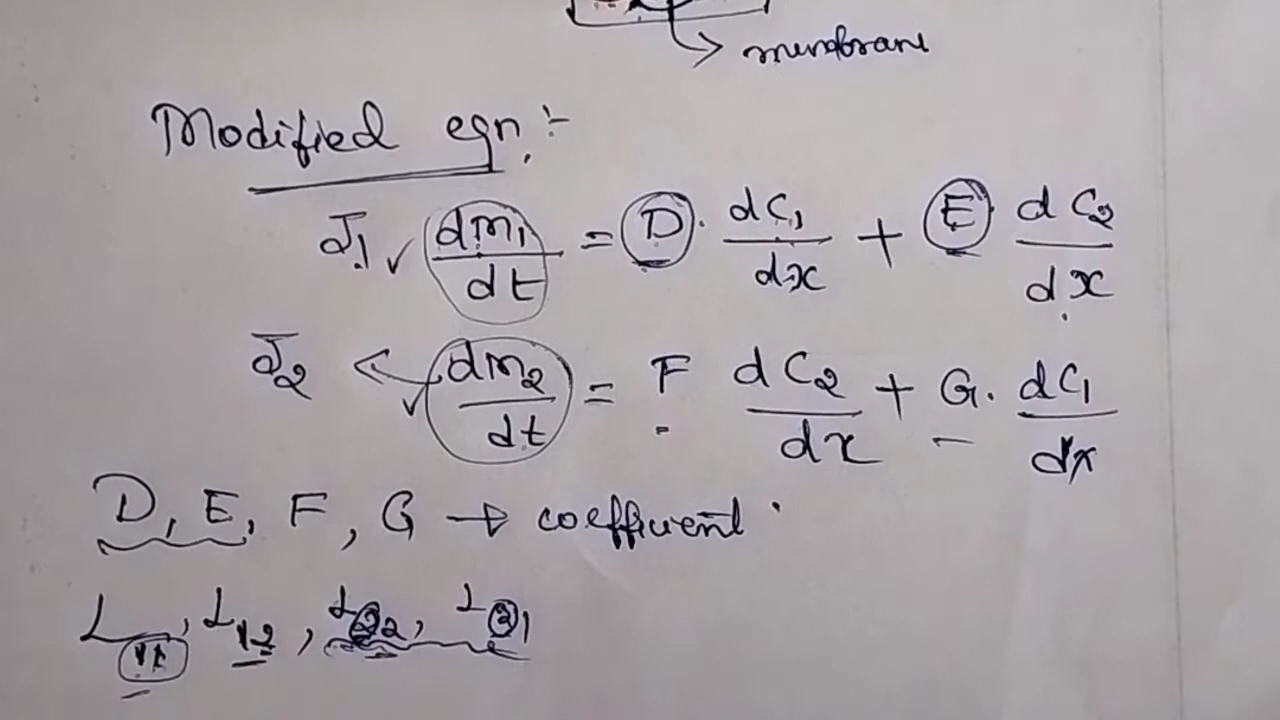 → membrane
Modified eqn :-
J1 ✓ dm1/dt = D. dC1/dx + E dC2/dx
J2 ← dm2/dt = F dC2/dx + G. dC1/dx
D, E, F, G → coefficient
L11, L12, L22, L21